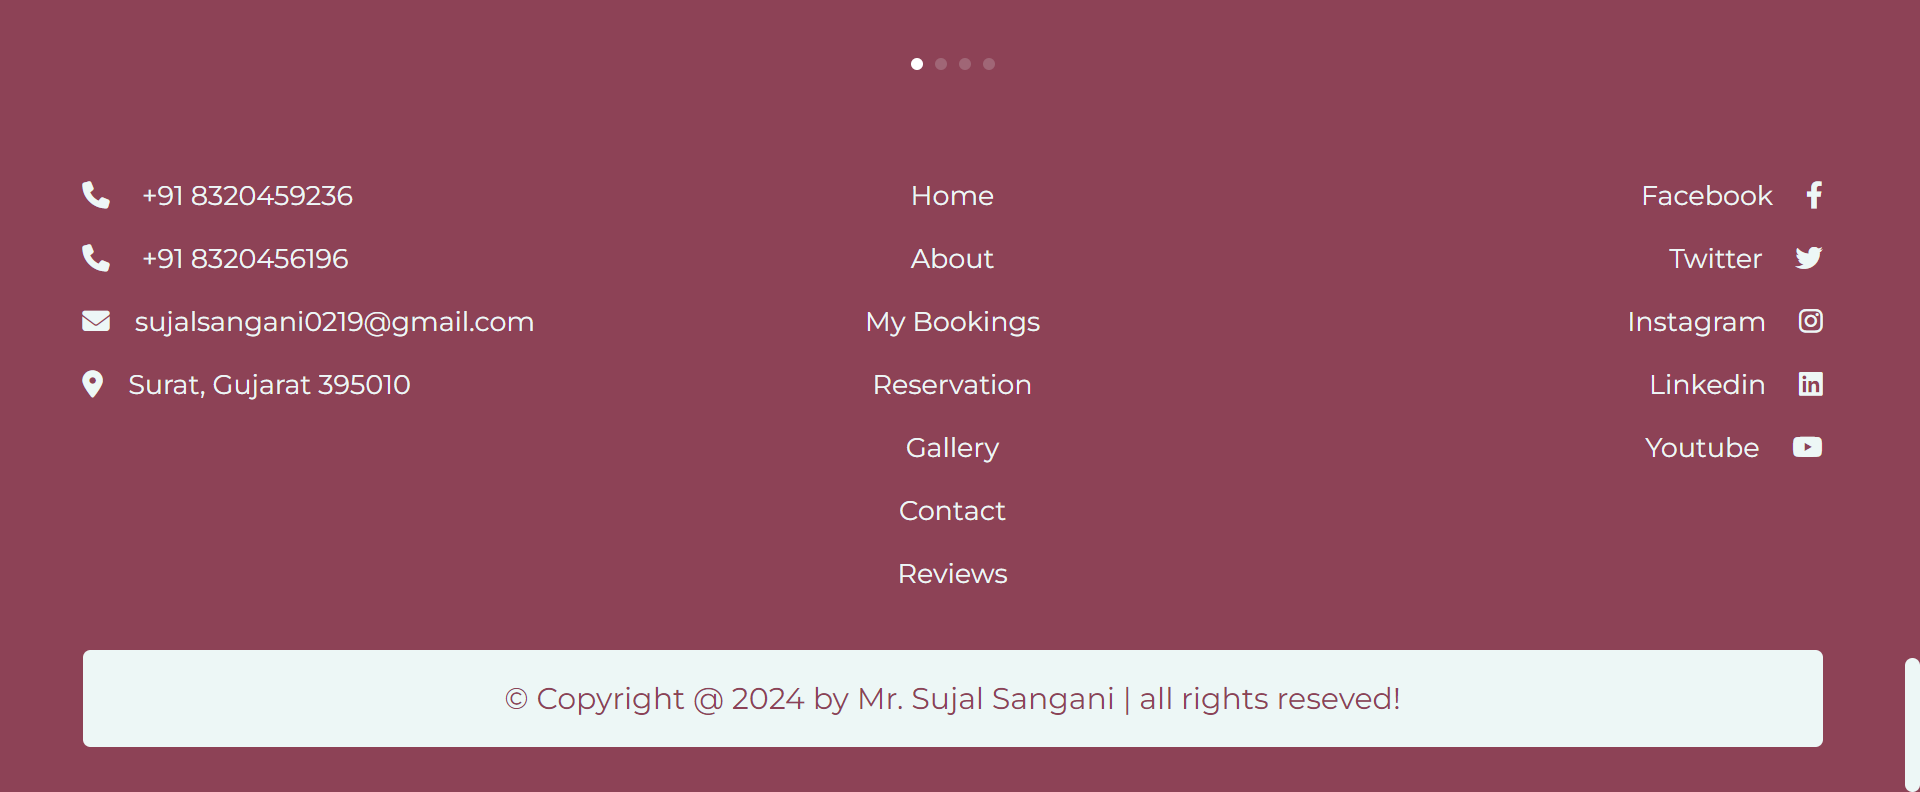 +91 8320459236
+91 8320456196
sujalsangani0219@gmail.com
Surat, Gujarat 395010
Home
About
My Bookings
Reservation
Gallery
Contact
Reviews
Facebook
Twitter
Instagram
Linkedin
Youtube
© Copyright @ 2024 by Mr. Sujal Sangani | all rights reseved!